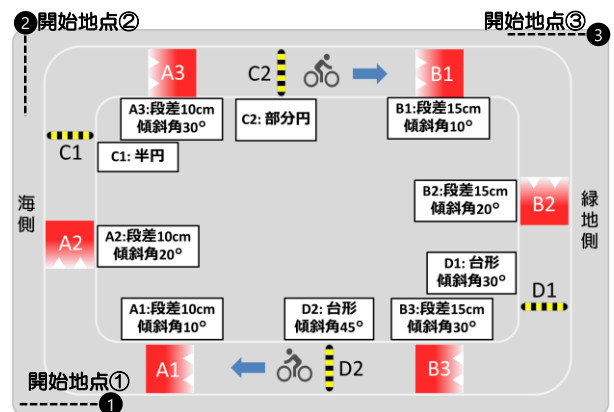 ❷開始地点②
開始地点③
❸
A3
C2
B1
A3:段差10cm
傾斜角30°
C2: 部分円
B1:段差15cm
傾斜角10°
C1
C1: 半円
海側
A2
A2:段差10cm
傾斜角20°
B2:段差15cm
傾斜角20°
B2
緑地側
D1: 台形
傾斜角30°
D1
A1:段差10cm
傾斜角10°
D2: 台形
傾斜角45°
B3:段差15cm
傾斜角30°
A1
D2
B3
開始地点①
❶